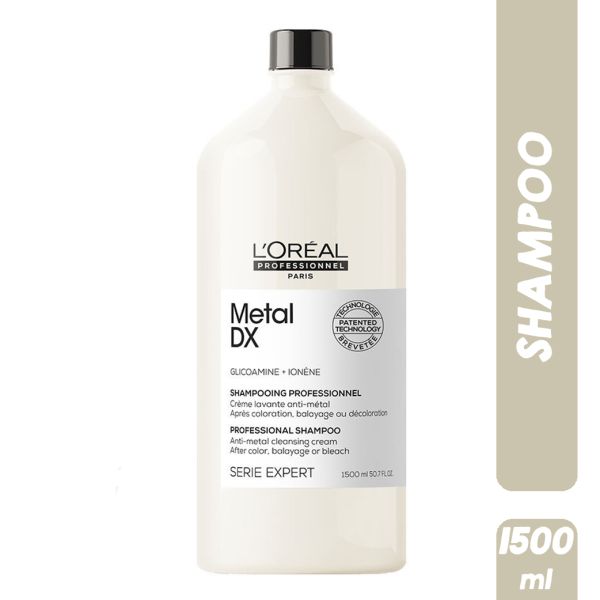 L'ORÉAL
PROFESSIONNEL
PARIS
Metal
DX
TECHNOLOGIE
PATENTED
TECHNOLOGY
BREVETÉE
GLICOAMINE + IONÈNE
SHAMPOOING PROFESSIONNEL
Crème lavante anti-métal
Après coloration, balayage ou décoloration
PROFESSIONAL SHAMPOO
Anti-metal cleansing cream
After color, balayage or bleach
SERIE EXPERT
1500 ml 50.7 FL.OZ.
SHAMPOO
1500
ml